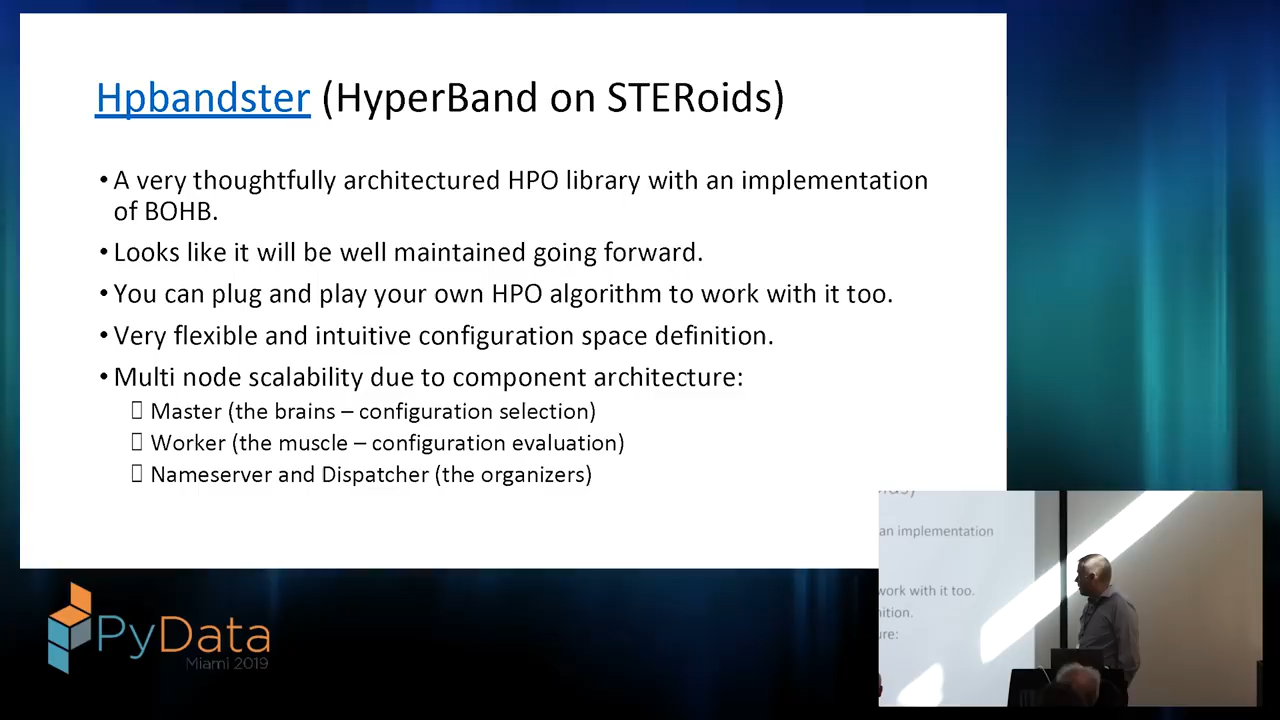 Hpbandster (HyperBand on STERoids)
• A very thoughtfully architectured HPO library with an implementation
of BOHB.
• Looks like it will be well maintained going forward.
• You can plug and play your own HPO algorithm to work with it too.
• Very flexible and intuitive configuration space definition.
• Multi node scalability due to component architecture:
Master (the brains – configuration selection)
Worker (the muscle – configuration evaluation)
Nameserver and Dispatcher (the organizers)
an implementation
work with it too.
nition.
ure:
PyData
Miami 2019